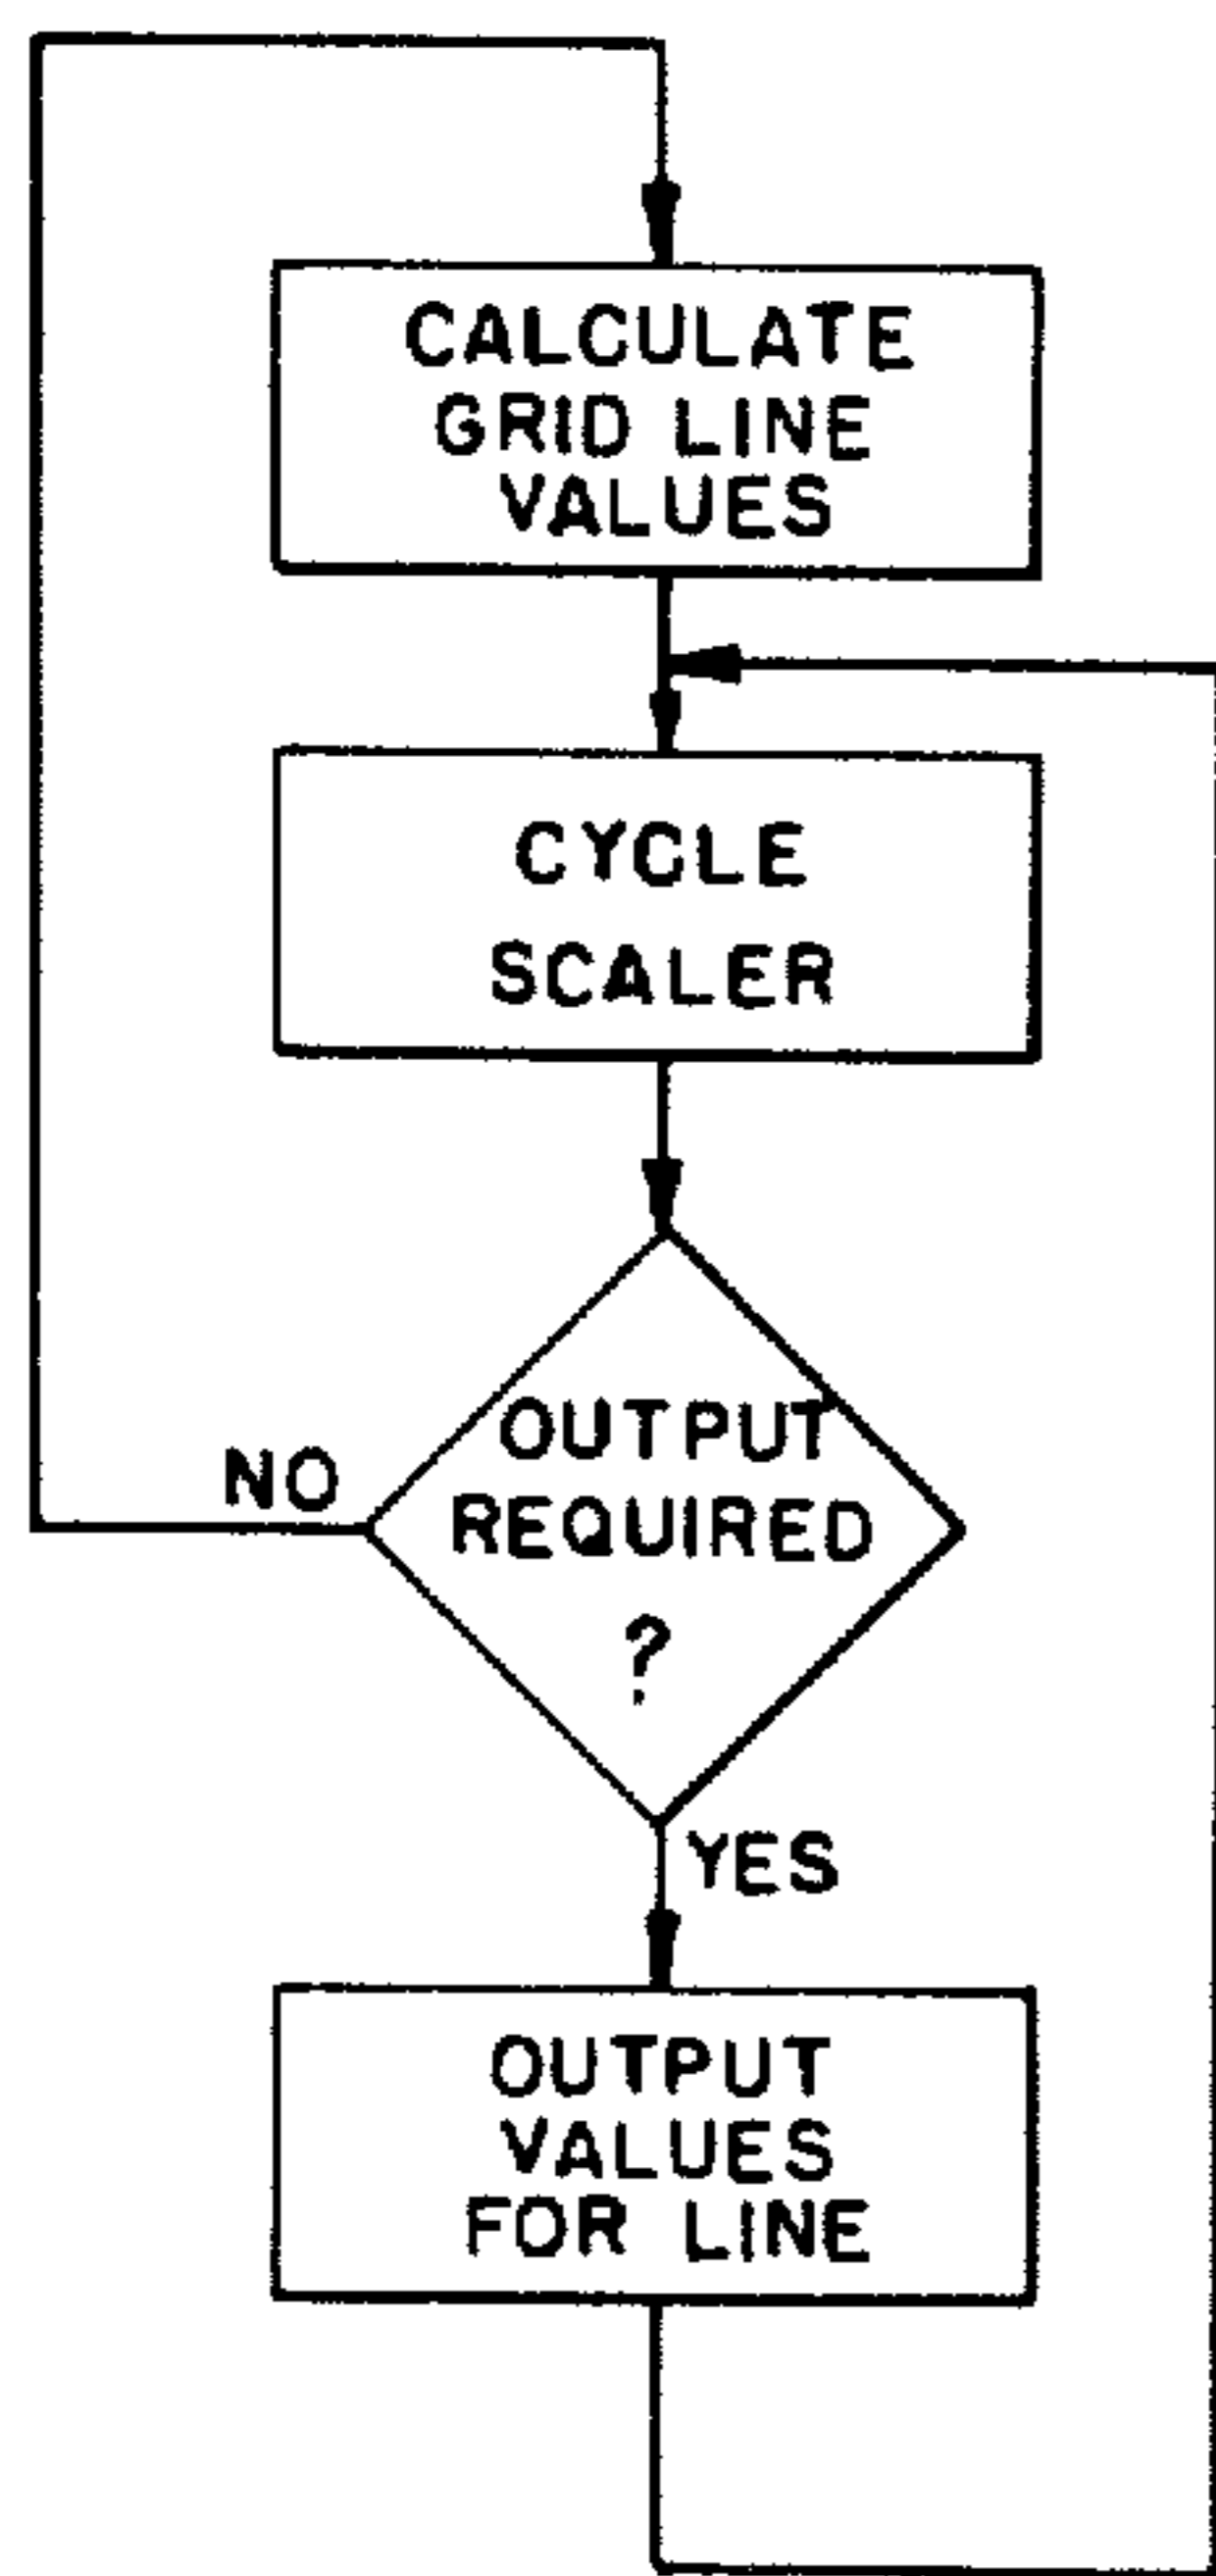 CALCULATE
GRID LINE
VALUES
CYCLE
SCALER
OUTPUT
REQUIRED
?
NO
YES
OUTPUT
VALUES
FOR LINE